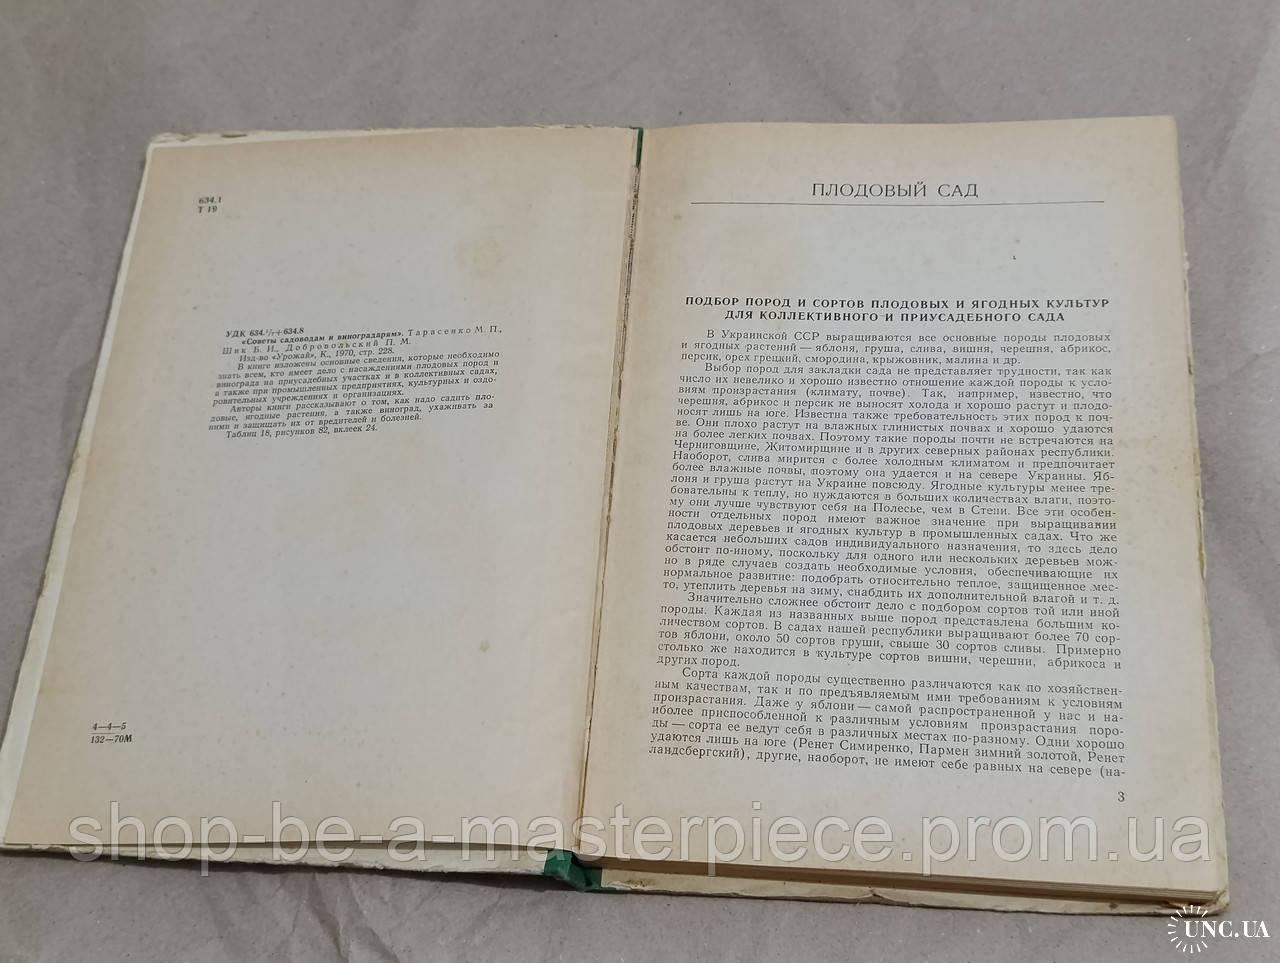 634.1
Т 19
УДК 634.1/7+634.8
«Советы садоводам и виноградарям». Тарасенко М. П.,
Шик Б. И., Добровольский П. М.
Изд-во «Урожай», К., 1970, стр. 228.
В книге изложены основные сведения, которые необходимо
знать всем, кто имеет дело с насаждениями плодовых пород и
винограда на приусадебных участках и в коллективных садах,
а также при промышленных предприятиях, культурных и оздо-
ровительных учреждениях и организациях.
Авторы книги рассказывают о том, как надо садить пло-
довые, ягодные растения, а также виноград, ухаживать за
ними и защищать их от вредителей и болезней.
Таблиц 18, рисунков 82, вклеек 24.
4—4—5
132—70М
ПЛОДОВЫЙ САД
ПОДБОР ПОРОД И СОРТОВ ПЛОДОВЫХ И ЯГОДНЫХ КУЛЬТУР
ДЛЯ КОЛЛЕКТИВНОГО И ПРИУСАДЕБНОГО САДА
В Украинской ССР выращиваются все основные породы плодовых
и ягодных растений — яблоня, груша, слива, вишня, черешня, абрикос,
персик, орех грецкий, смородина, крыжовник, малина и др.
Выбор пород для закладки сада не представляет трудности, так как
число их невелико и хорошо известно отношение каждой породы к усло-
виям произрастания (климату, почве). Так, например, известно, что
черешня, абрикос и персик не выносят холода и хорошо растут и плодо-
носят лишь на юге. Известна также требовательность этих пород к поч-
ве. Они плохо растут на влажных глинистых почвах и хорошо удаются
на более легких почвах. Поэтому такие породы почти не встречаются на
Черниговщине, Житомирщине и в других северных районах республики.
Наоборот, слива мирится с более холодным климатом и предпочитает
более влажные почвы, поэтому она удается и на севере Украины. Яб-
лоня и груша растут на Украине повсюду. Ягодные культуры менее тре-
бовательны к теплу, но нуждаются в больших количествах влаги, поэто-
му они лучше чувствуют себя на Полесье, чем в Степи. Все эти особен-
ности отдельных пород имеют важное значение при выращивании
плодовых деревьев и ягодных культур в промышленных садах. Что же
касается небольших садов индивидуального назначения, то здесь дело
обстоит по-иному, поскольку для одного или нескольких деревьев мож-
но в ряде случаев создать необходимые условия, обеспечивающие их
нормальное развитие: подобрать относительно теплое, защищенное мес-
то, утеплить деревья на зиму, снабдить их дополнительной влагой и т. д.
Значительно сложнее обстоит дело с подбором сортов той или иной
породы. Каждая из названных выше пород представлена большим ко-
личеством сортов. В садах нашей республики выращивают более 70 сор-
тов яблони, около 50 сортов груши, свыше 30 сортов сливы. Примерно
столько же находится в культуре сортов вишни, черешни, абрикоса и
других пород.
Сорта каждой породы существенно различаются как по хозяйствен-
ным качествам, так и по предъявляемым ими требованиям к условиям
произрастания. Даже у яблони — самой распространенной у нас и на-
иболее приспособленной к различным условиям произрастания поро-
ды — сорта ее ведут себя в различных местах по-разному. Одни хорошо
удаются лишь на юге (Ренет Симиренко, Пармен зимний золотой, Ренет
ландсбергский), другие, наоборот, не имеют себе равных на севере (на-
3
shop-be-a-masterpiece.prom.ua
UNC.UA